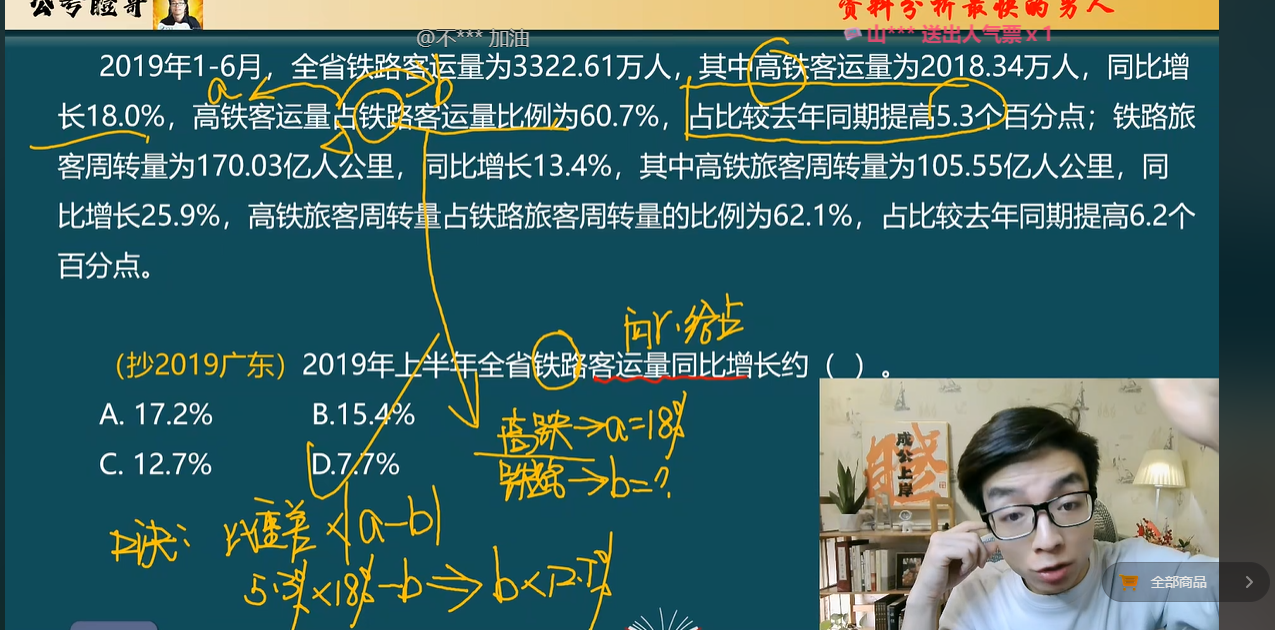 公考瞪哥
资料分析最快的男人
@不*** 加油
山*** 送出人气票 x 1
2019年1-6月，全省铁路客运量为3322.61万人，其中高铁客运量为2018.34万人，同比增
长18.0%，高铁客运量占铁路客运量比例为60.7%，占比较去年同期提高5.3个百分点；铁路旅
客周转量为170.03亿人公里，同比增长13.4%，其中高铁旅客周转量为105.55亿人公里，同
比增长25.9%，高铁旅客周转量占铁路旅客周转量的比例为62.1%，占比较去年同期提高6.2个
百分点。
a
b
问r.给占
（抄2019广东）2019年上半年全省铁路客运量同比增长约（ ）。
A. 17.2% B.15.4%
C. 12.7% D.7.7%
高铁→a=18%
铁路→b=?
口决: 比重差<|a-b|
5.3%<18%-b⇒b<12.7%
成公上岸
全部商品